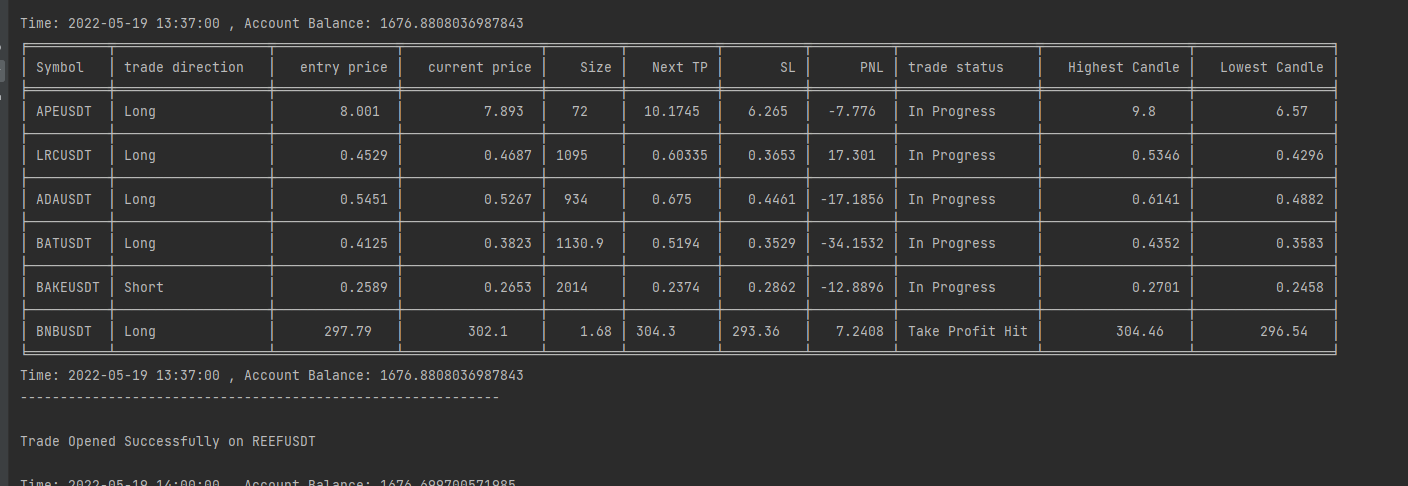 Time: 2022-05-19 13:37:00 , Account Balance: 1676.8808036987843
Symbol trade direction entry price current price Size Next TP SL PNL trade status Highest Candle Lowest Candle
APEUSDT Long 8.001 7.893 72 10.1745 6.265 -7.776 In Progress 9.8 6.57
LRCUSDT Long 0.4529 0.4687 1095 0.60335 0.3653 17.301 In Progress 0.5346 0.4296
ADAUSDT Long 0.5451 0.5267 934 0.675 0.4461 -17.1856 In Progress 0.6141 0.4882
BATUSDT Long 0.4125 0.3823 1130.9 0.5194 0.3529 -34.1532 In Progress 0.4352 0.3583
BAKEUSDT Short 0.2589 0.2653 2014 0.2374 0.2862 -12.8896 In Progress 0.2701 0.2458
BNBUSDT Long 297.79 302.1 1.68 304.3 293.36 7.2408 Take Profit Hit 304.46 296.54
Time: 2022-05-19 13:37:00 , Account Balance: 1676.8808036987843
------------------------------------------------------------
Trade Opened Successfully on REEFUSDT
Time: 2022-05-19 14:00:00 , Account Balance: 1676.699700571985